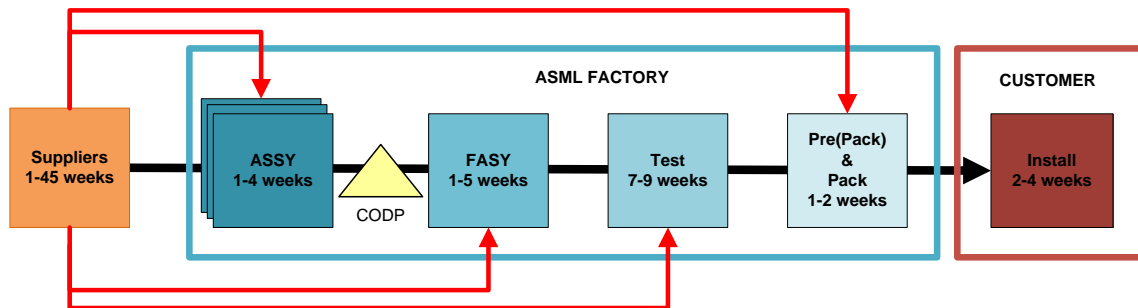 ASML FACTORY
CUSTOMER
Suppliers
1-45 weeks
ASSY
1-4 weeks
CODP
FASY
1-5 weeks
Test
7-9 weeks
Pre(Pack)
&
Pack
1-2 weeks
Install
2-4 weeks